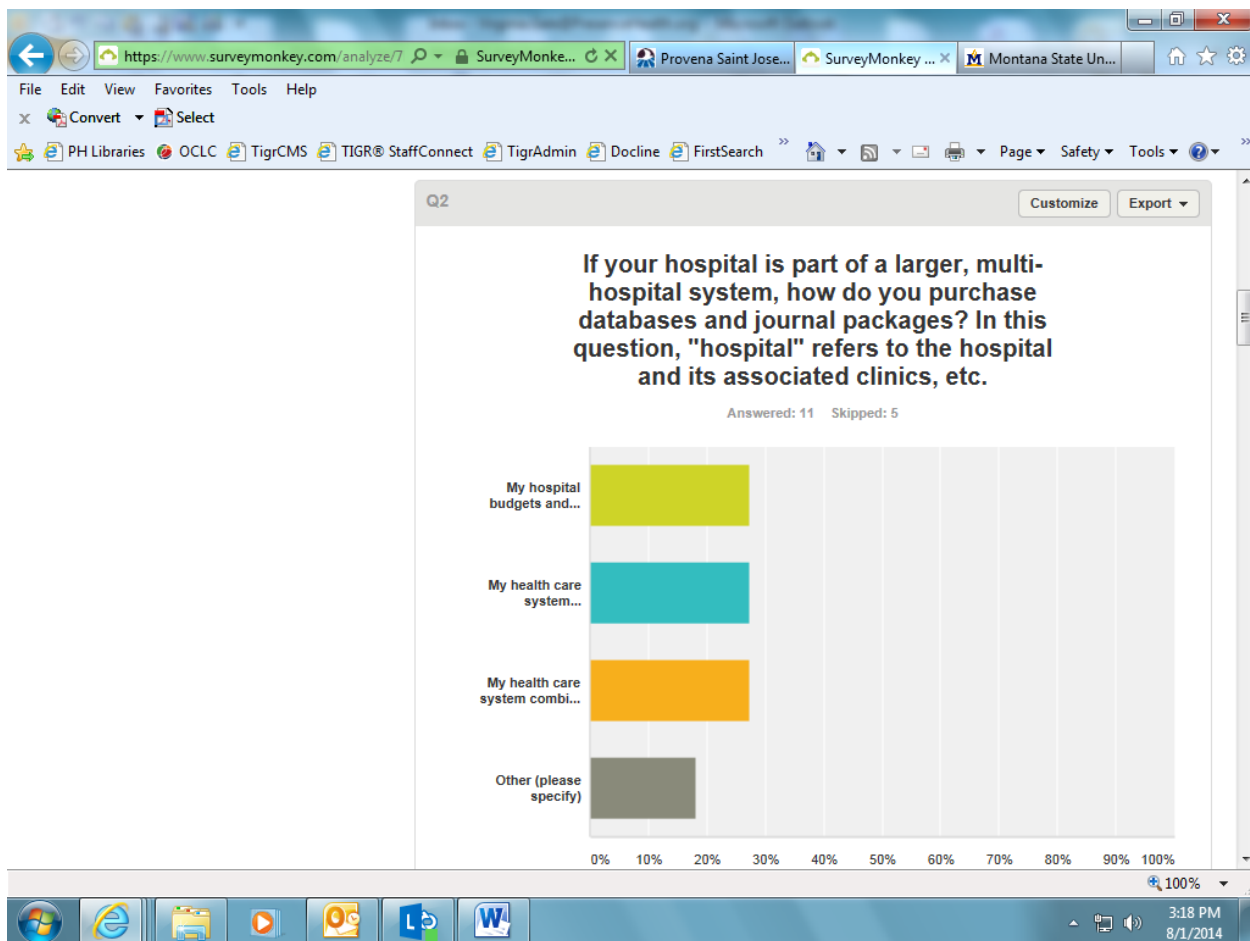 https://www.surveymonkey.com/analyze/7 SurveyMonke... Provena Saint Jose... SurveyMonkey ... Montana State Un...
File Edit View Favorites Tools Help
x Convert Select
PH Libraries OCLC TigrCMS TIGR® StaffConnect TigrAdmin Docline FirstSearch » Page Safety Tools »
Q2 Customize Export
If your hospital is part of a larger, multi-
hospital system, how do you purchase
databases and journal packages? In this
question, "hospital" refers to the hospital
and its associated clinics, etc.
Answered: 11 Skipped: 5
My hospital
budgets and...
My health care
system...
My health care
system combi...
Other (please
specify)
0% 10% 20% 30% 40% 50% 60% 70% 80% 90% 100%
100%
3:18 PM
8/1/2014